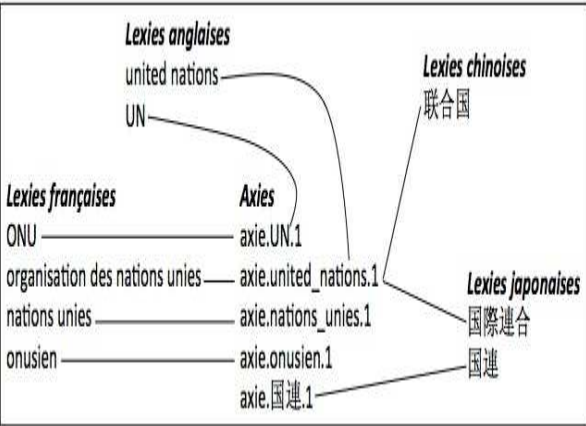 Lexies anglaises
united nations
UN
Lexies chinoises
联合国
Lexies françaises
ONU
organisation des nations unies
nations unies
onusien
Axies
axie.UN.1
axie.united_nations.1
axie.nations_unies.1
axie.onusien.1
axie.国連.1
Lexies japonaises
国際連合
国連